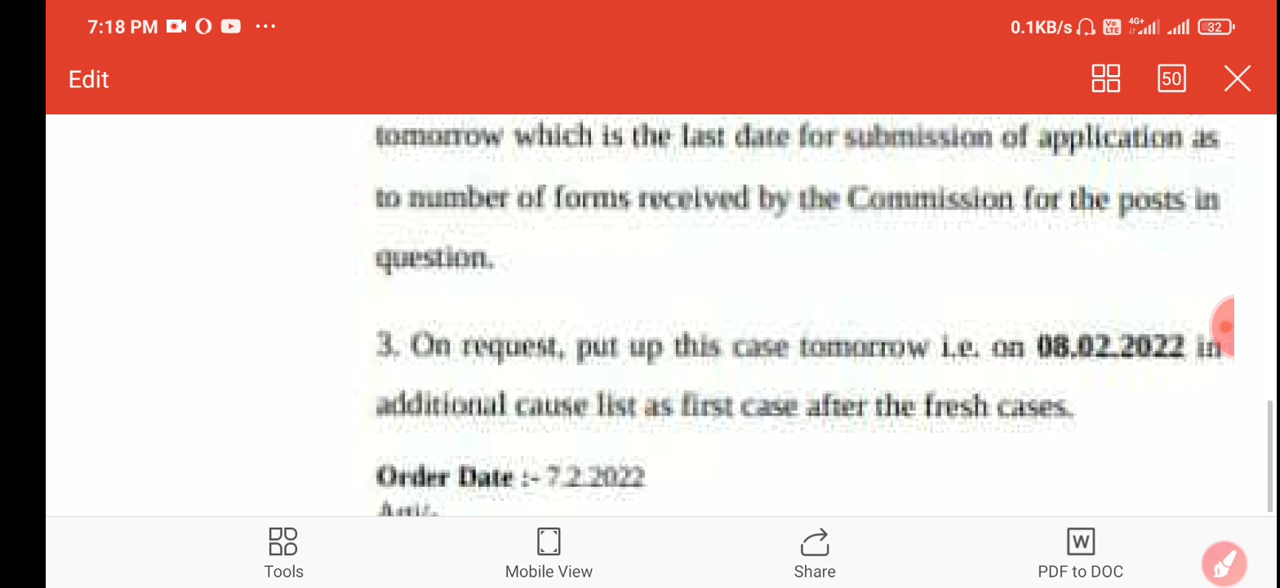 7:18 PM ... 0.1KB/s Vo LTE 4G+ 32
Edit 50
tomorrow which is the last date for submission of application as
to number of forms received by the Commission for the posts in
question.
3. On request, put up this case tomorrow i.e. on 08.02.2022 in
additional cause list as first case after the fresh cases.
Order Date :- 7.2.2022
Tools Mobile View Share W PDF to DOC